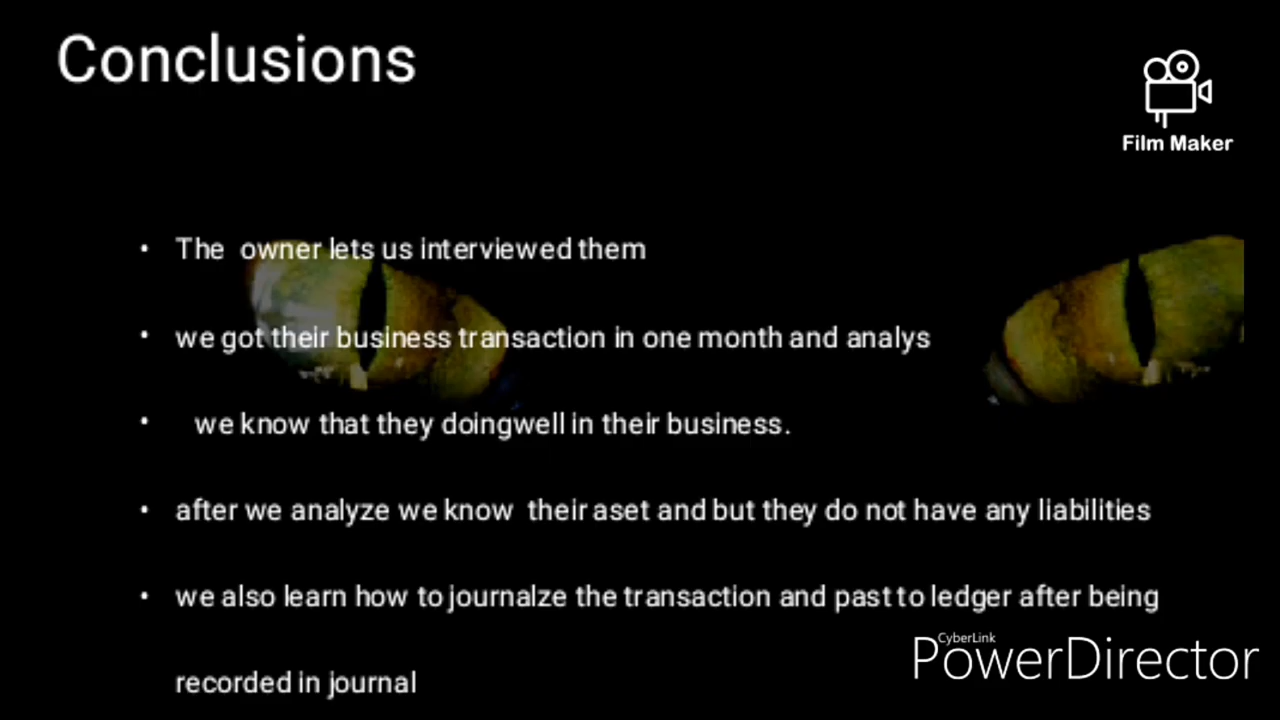 Conclusions
Film Maker
• The owner lets us interviewed them
• we got their business transaction in one month and analys
• we know that they doingwell in their business.
• after we analyze we know their aset and but they do not have any liabilities
• we also learn how to journalze the transaction and past to ledger after being
recorded in journal
CyberLink
PowerDirector